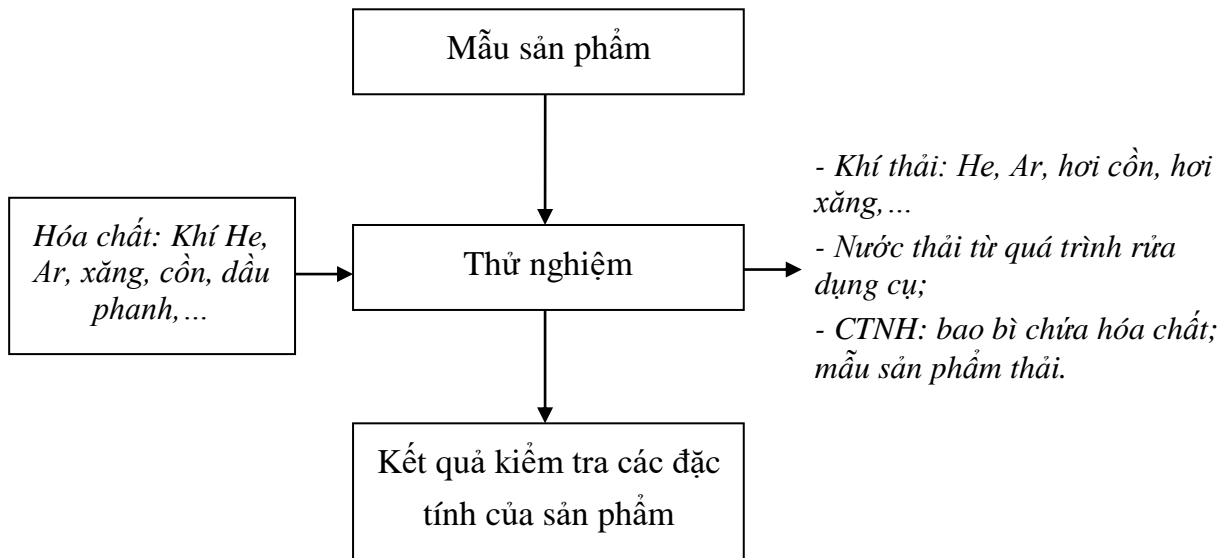 Mẫu sản phẩm
Hóa chất: Khí He,
Ar, xăng, cồn, dầu
phanh,…
Thử nghiệm
- Khí thải: He, Ar, hơi cồn, hơi
xăng,…
- Nước thải từ quá trình rửa
dụng cụ;
- CTNH: bao bì chứa hóa chất;
mẫu sản phẩm thải.
Kết quả kiểm tra các đặc
tính của sản phẩm